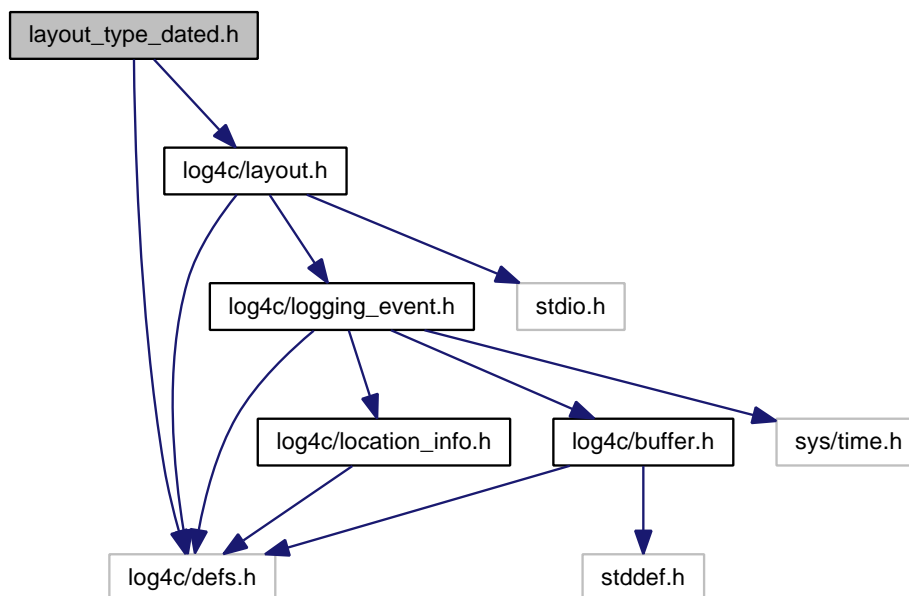 layout_type_dated.h
log4c/layout.h
log4c/logging_event.h
stdio.h
log4c/location_info.h
log4c/buffer.h
sys/time.h
log4c/defs.h
stddef.h